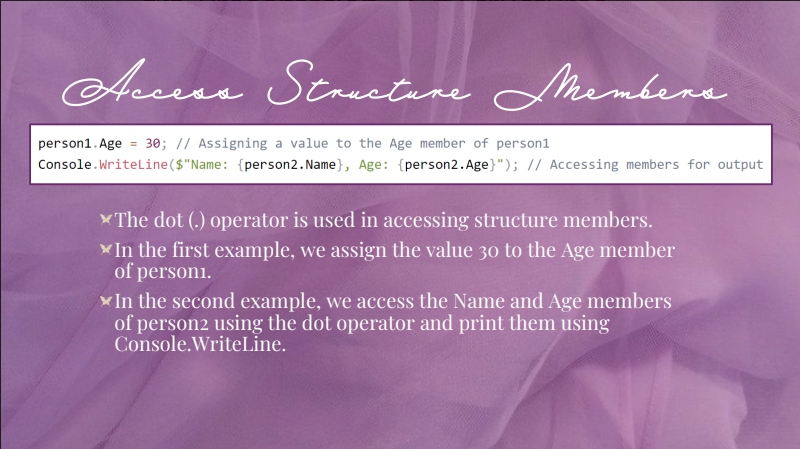 Access Structure Members
person1.Age = 30; // Assigning a value to the Age member of person1
Console.WriteLine($"Name: {person2.Name}, Age: {person2.Age}"); // Accessing members for output
The dot (.) operator is used in accessing structure members.
In the first example, we assign the value 30 to the Age member
of person1.
In the second example, we access the Name and Age members
of person2 using the dot operator and print them using
Console.WriteLine.